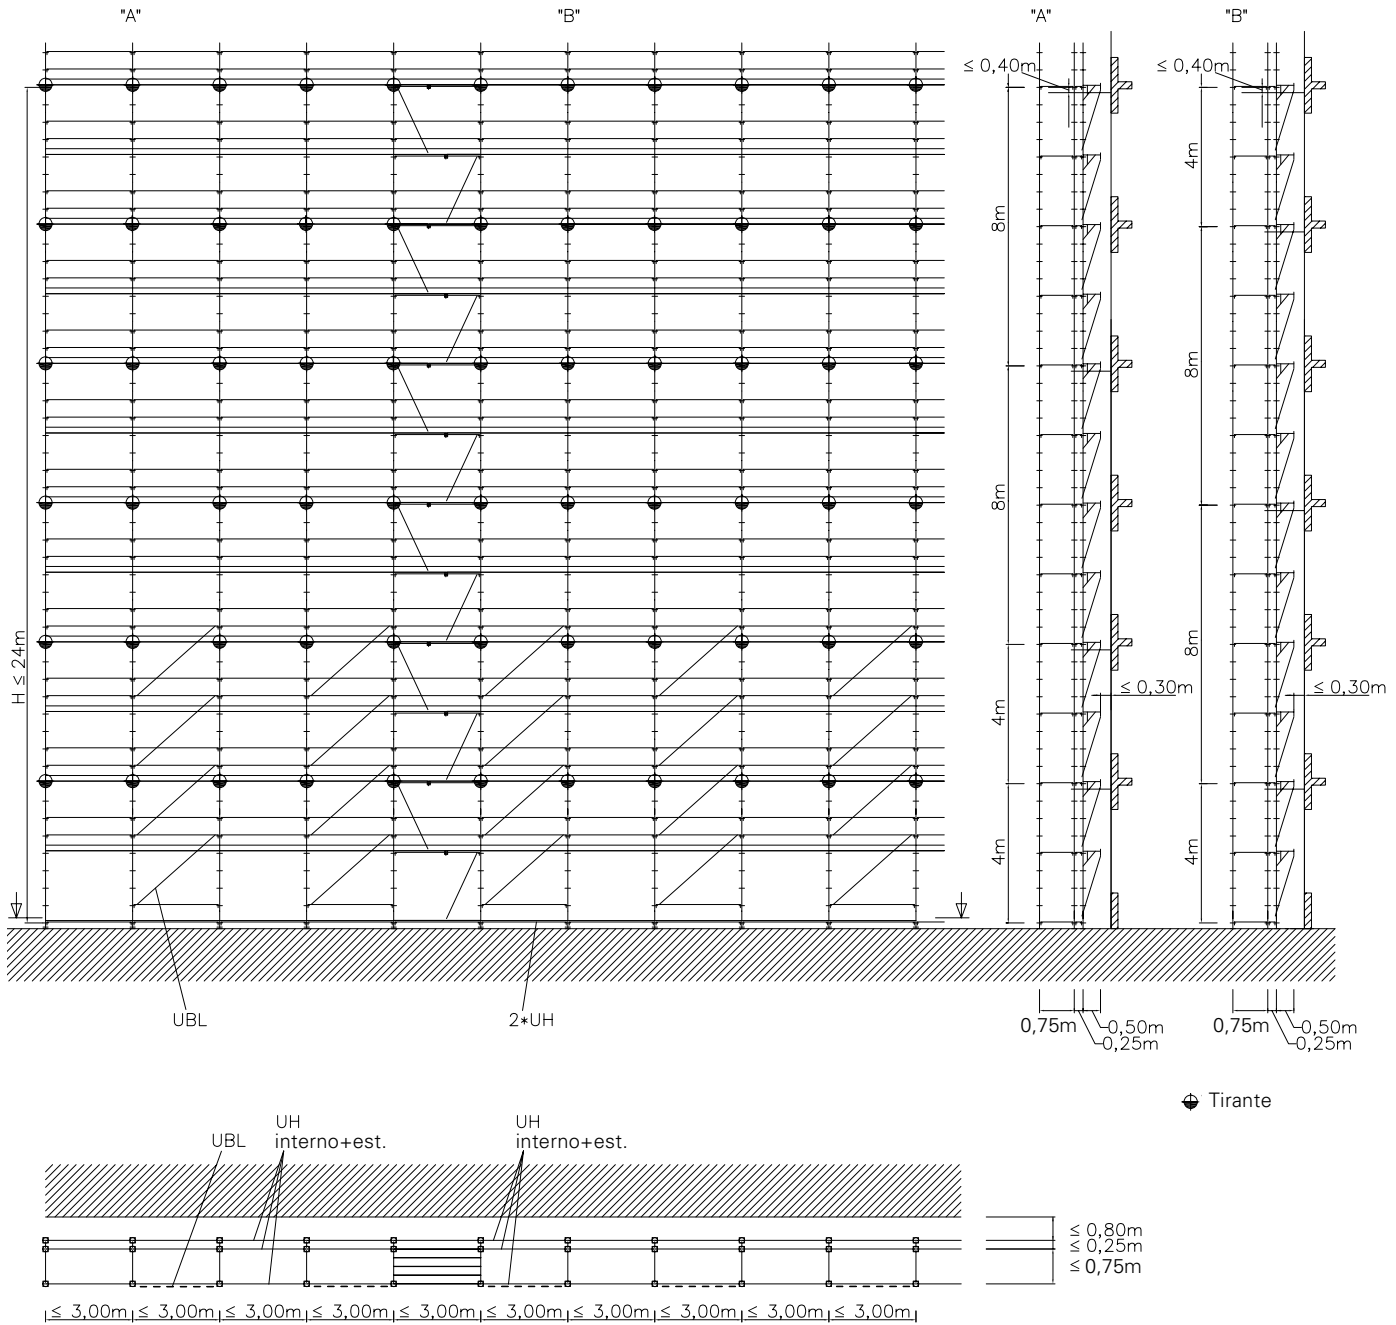 "A" "B" "A" "B"
≤ 0,40m ≤ 0,40m
4m
8m
8m
8m
H ≤ 24m
8m
≤ 0,30m ≤ 0,30m
4m
4m 4m
UBL 2*UH
0,75m 0,50m 0,75m 0,50m
0,25m 0,25m
Tirante
UBL
UH
interno+est.
UH
interno+est.
≤ 0,80m
≤ 0,25m
≤ 0,75m
≤ 3,00m ≤ 3,00m ≤ 3,00m ≤ 3,00m ≤ 3,00m ≤ 3,00m ≤ 3,00m ≤ 3,00m ≤ 3,00m ≤ 3,00m